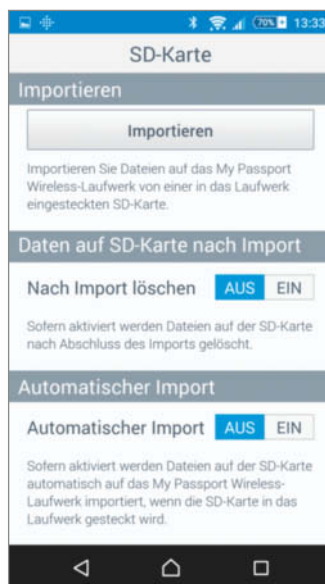 70% 13:33
SD-Karte
Importieren
Importieren
Importieren Sie Dateien auf das My Passport
Wireless-Laufwerk von einer in das Laufwerk
eingesteckten SD-Karte.
Daten auf SD-Karte nach Import
Nach Import löschen AUS EIN
Sofern aktiviert werden Dateien auf der SD-Karte
nach Abschluss des Imports gelöscht.
Automatischer Import
Automatischer Import AUS EIN
Sofern aktiviert werden Dateien auf der SD-Karte
automatisch auf das My Passport Wireless-
Laufwerk importiert, wenn die SD-Karte in das
Laufwerk gesteckt wird.